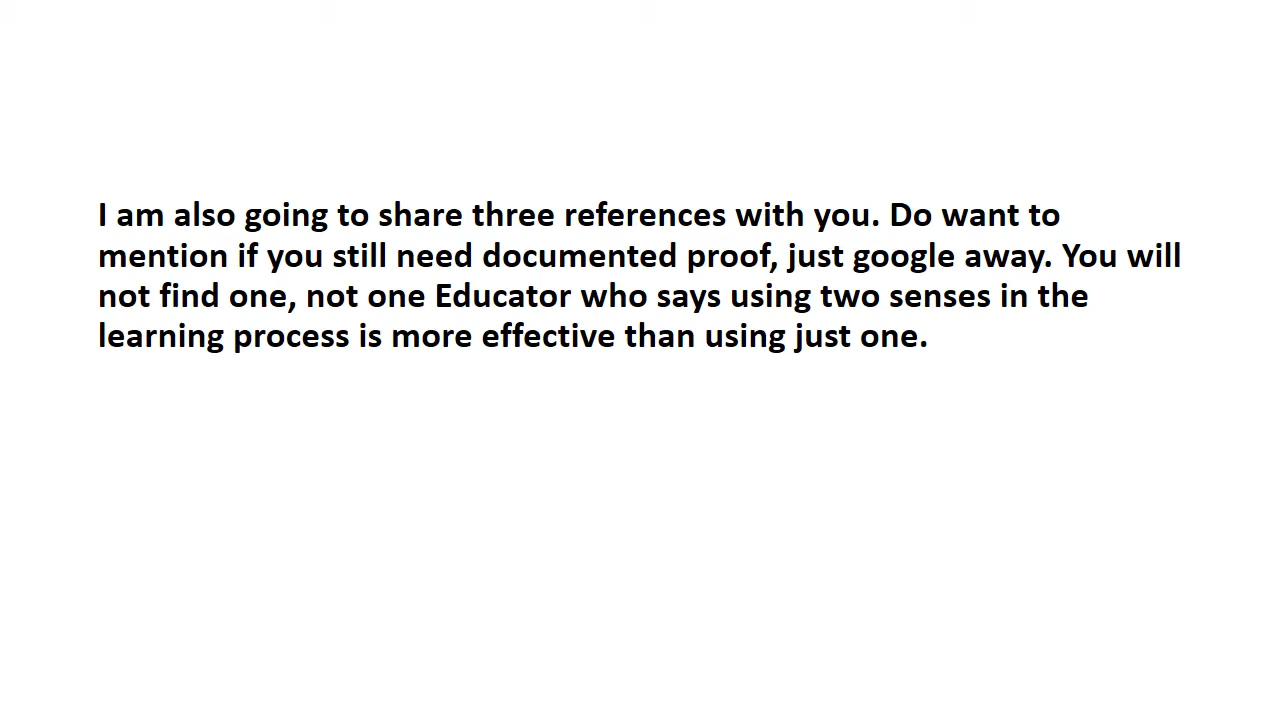 I am also going to share three references with you. Do want to
mention if you still need documented proof, just google away. You will
not find one, not one Educator who says using two senses in the
learning process is more effective than using just one.